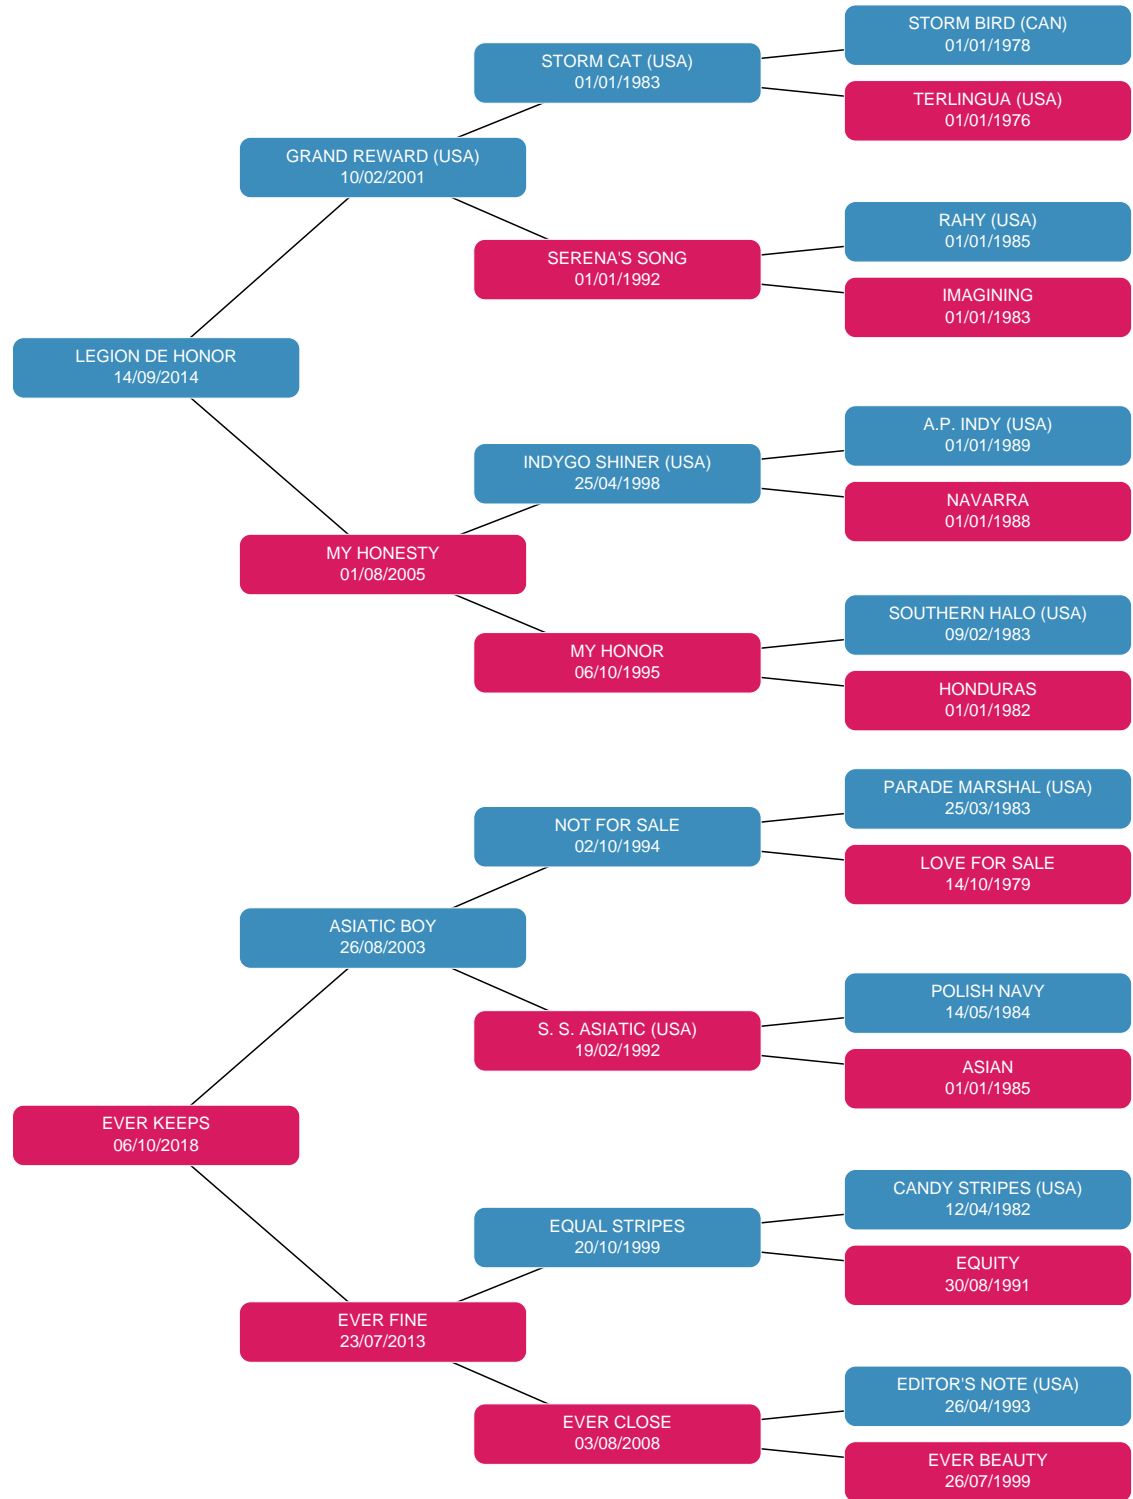 STORM BIRD (CAN)
01/01/1978
STORM CAT (USA)
01/01/1983
TERLINGUA (USA)
01/01/1976
GRAND REWARD (USA)
10/02/2001
RAHY (USA)
01/01/1985
SERENA'S SONG
01/01/1992
IMAGINING
01/01/1983
LEGION DE HONOR
14/09/2014
A.P. INDY (USA)
01/01/1989
INDYGO SHINER (USA)
25/04/1998
NAVARRA
01/01/1988
MY HONESTY
01/08/2005
SOUTHERN HALO (USA)
09/02/1983
MY HONOR
06/10/1995
HONDURAS
01/01/1982
PARADE MARSHAL (USA)
25/03/1983
NOT FOR SALE
02/10/1994
LOVE FOR SALE
14/10/1979
ASIATIC BOY
26/08/2003
POLISH NAVY
14/05/1984
S. S. ASIATIC (USA)
19/02/1992
ASIAN
01/01/1985
EVER KEEPS
06/10/2018
CANDY STRIPES (USA)
12/04/1982
EQUAL STRIPES
20/10/1999
EQUITY
30/08/1991
EVER FINE
23/07/2013
EDITOR'S NOTE (USA)
26/04/1993
EVER CLOSE
03/08/2008
EVER BEAUTY
26/07/1999